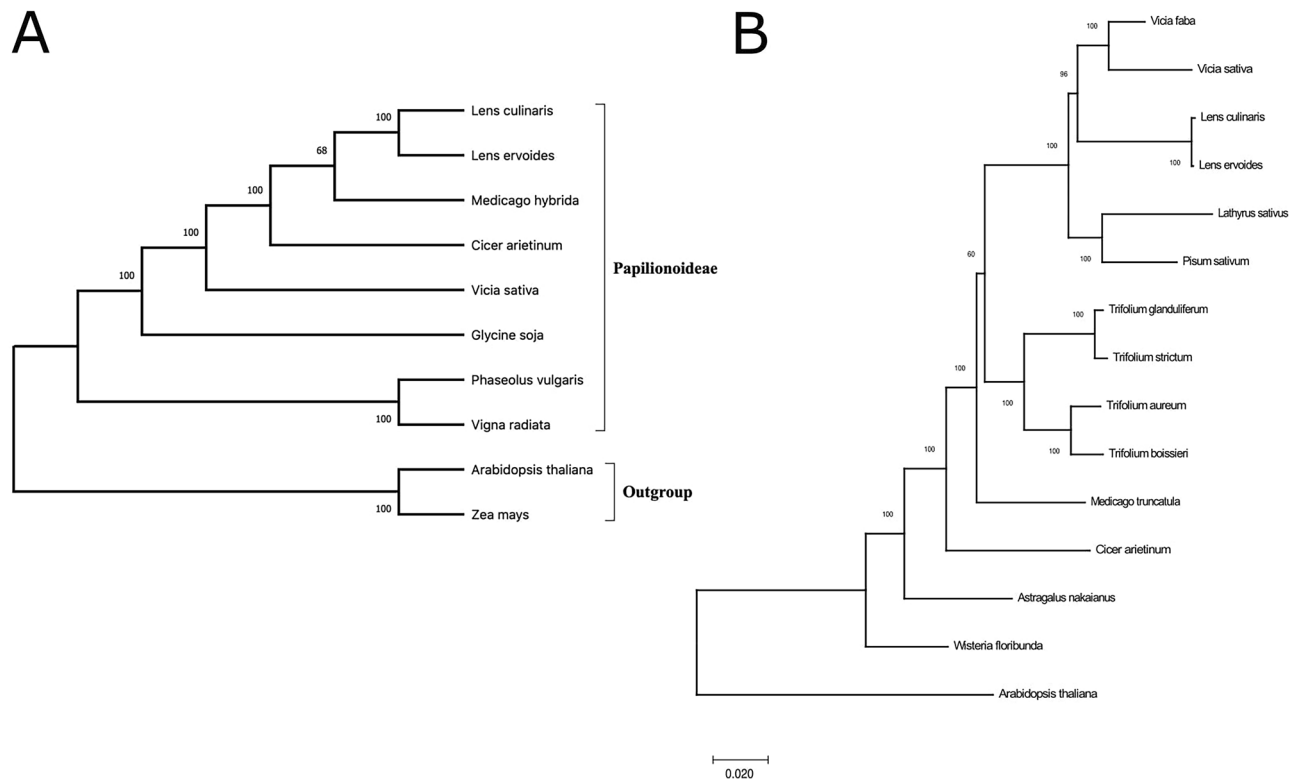 A
100
Lens culinaris
68
Lens ervoides
100
Medicago hybrida
100
Cicer arietinum
100
Vicia sativa
Glycine soja
Phaseolus vulgaris
100
Vigna radiata
Papilionoideae
Arabidopsis thaliana
100
Zea mays
Outgroup
B
100
Vicia faba
Vicia sativa
96
Lens culinaris
100
Lens ervoides
100
Lathyrus sativus
100
Pisum sativum
60
100
Trifolium glanduliferum
Trifolium strictum
100
Trifolium aureum
100
Trifolium boissieri
100
Medicago truncatula
100
Cicer arietinum
100
Astragalus nakaianus
Wisteria floribunda
Arabidopsis thaliana
0.020